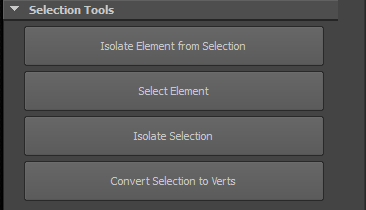 Selection Tools
Isolate Element from Selection
Select Element
Isolate Selection
Convert Selection to Verts